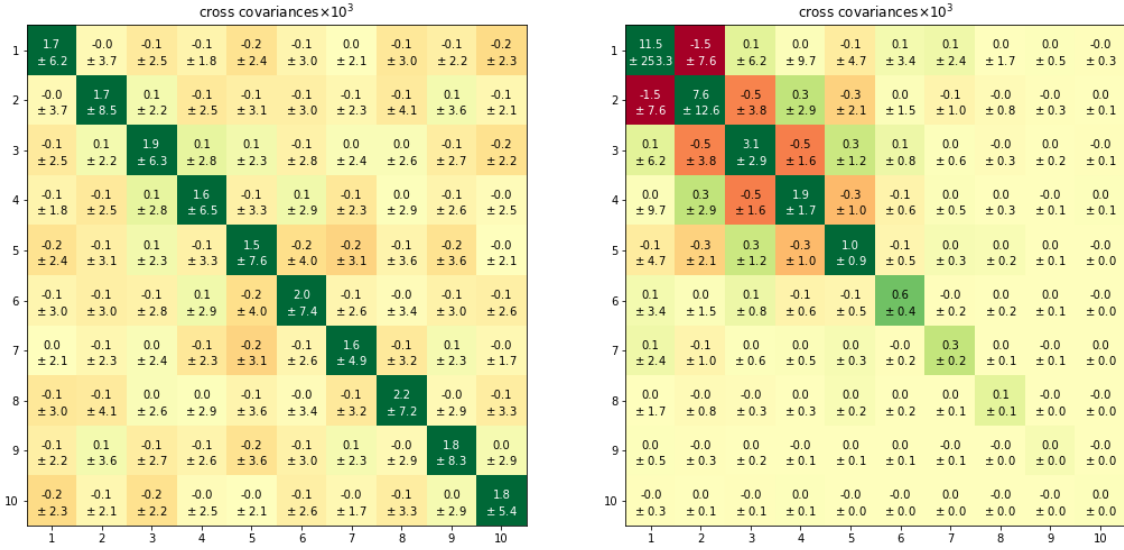 cross covariances×10³
1 1.7 -0.0 -0.1 -0.1 -0.2 -0.1 0.0 -0.1 -0.1 -0.2
± 6.2 ± 3.7 ± 2.5 ± 1.8 ± 2.4 ± 3.0 ± 2.1 ± 3.0 ± 2.2 ± 2.3
2 -0.0 1.7 0.1 -0.1 -0.1 -0.1 -0.1 -0.1 0.1 -0.1
± 3.7 ± 8.5 ± 2.2 ± 2.5 ± 3.1 ± 3.0 ± 2.3 ± 4.1 ± 3.6 ± 2.1
3 -0.1 0.1 1.9 0.1 0.1 -0.1 0.0 0.0 -0.1 -0.2
± 2.5 ± 2.2 ± 6.3 ± 2.8 ± 2.3 ± 2.8 ± 2.4 ± 2.6 ± 2.7 ± 2.2
4 -0.1 -0.1 0.1 1.6 -0.1 0.1 -0.1 0.0 -0.1 -0.0
± 1.8 ± 2.5 ± 2.8 ± 6.5 ± 3.3 ± 2.9 ± 2.3 ± 2.9 ± 2.6 ± 2.5
5 -0.2 -0.1 0.1 -0.1 1.5 -0.2 -0.2 -0.1 -0.2 -0.0
± 2.4 ± 3.1 ± 2.3 ± 3.3 ± 7.6 ± 4.0 ± 3.1 ± 3.6 ± 3.6 ± 2.1
6 -0.1 -0.1 -0.1 0.1 -0.2 2.0 -0.1 -0.0 -0.1 -0.1
± 3.0 ± 3.0 ± 2.8 ± 2.9 ± 4.0 ± 7.4 ± 2.6 ± 3.4 ± 3.0 ± 2.6
7 0.0 -0.1 0.0 -0.1 -0.2 -0.1 1.6 -0.1 0.1 -0.0
± 2.1 ± 2.3 ± 2.4 ± 2.3 ± 3.1 ± 2.6 ± 4.9 ± 3.2 ± 2.3 ± 1.7
8 -0.1 -0.1 0.0 0.0 -0.1 -0.0 -0.1 2.2 -0.0 -0.1
± 3.0 ± 4.1 ± 2.6 ± 2.9 ± 3.6 ± 3.4 ± 3.2 ± 7.2 ± 2.9 ± 3.3
9 -0.1 0.1 -0.1 -0.1 -0.2 -0.1 0.1 -0.0 1.8 0.0
± 2.2 ± 3.6 ± 2.7 ± 2.6 ± 3.6 ± 3.0 ± 2.3 ± 2.9 ± 8.3 ± 2.9
10 -0.2 -0.1 -0.2 -0.0 -0.0 -0.1 -0.0 -0.1 0.0 1.8
± 2.3 ± 2.1 ± 2.2 ± 2.5 ± 2.1 ± 2.6 ± 1.7 ± 3.3 ± 2.9 ± 5.4
1 2 3 4 5 6 7 8 9 10
cross covariances×10³
1 11.5 -1.5 0.1 0.0 -0.1 0.1 0.1 0.0 0.0 -0.0
± 253.3 ± 7.6 ± 6.2 ± 9.7 ± 4.7 ± 3.4 ± 2.4 ± 1.7 ± 0.5 ± 0.3
2 -1.5 7.6 -0.5 0.3 -0.3 0.0 -0.1 -0.0 -0.0 0.0
± 7.6 ± 12.6 ± 3.8 ± 2.9 ± 2.1 ± 1.5 ± 1.0 ± 0.8 ± 0.3 ± 0.1
3 0.1 -0.5 3.1 -0.5 0.3 0.1 0.0 -0.0 0.0 -0.0
± 6.2 ± 3.8 ± 2.9 ± 1.6 ± 1.2 ± 0.8 ± 0.6 ± 0.3 ± 0.2 ± 0.1
4 0.0 0.3 -0.5 1.9 -0.3 -0.1 -0.0 0.0 -0.0 0.0
± 9.7 ± 2.9 ± 1.6 ± 1.7 ± 1.0 ± 0.6 ± 0.5 ± 0.3 ± 0.1 ± 0.1
5 -0.1 -0.3 0.3 -0.3 1.0 -0.1 0.0 0.0 0.0 -0.0
± 4.7 ± 2.1 ± 1.2 ± 1.0 ± 0.9 ± 0.5 ± 0.3 ± 0.2 ± 0.1 ± 0.0
6 0.1 0.0 0.1 -0.1 -0.1 0.6 -0.0 -0.0 0.0 -0.0
± 3.4 ± 1.5 ± 0.8 ± 0.6 ± 0.5 ± 0.4 ± 0.2 ± 0.2 ± 0.1 ± 0.0
7 0.1 -0.1 0.0 -0.0 0.0 -0.0 0.3 -0.0 0.0 -0.0
± 2.4 ± 1.0 ± 0.6 ± 0.5 ± 0.3 ± 0.2 ± 0.2 ± 0.1 ± 0.1 ± 0.0
8 0.0 -0.0 -0.0 0.0 0.0 -0.0 -0.0 0.1 -0.0 -0.0
± 1.7 ± 0.8 ± 0.3 ± 0.3 ± 0.2 ± 0.2 ± 0.1 ± 0.1 ± 0.0 ± 0.0
9 0.0 -0.0 0.0 -0.0 0.0 0.0 0.0 -0.0 0.0 -0.0
± 0.5 ± 0.3 ± 0.2 ± 0.1 ± 0.1 ± 0.1 ± 0.1 ± 0.0 ± 0.0 ± 0.0
10 -0.0 0.0 -0.0 0.0 -0.0 -0.0 -0.0 -0.0 -0.0 0.0
± 0.3 ± 0.1 ± 0.1 ± 0.1 ± 0.0 ± 0.0 ± 0.0 ± 0.0 ± 0.0 ± 0.0
1 2 3 4 5 6 7 8 9 10